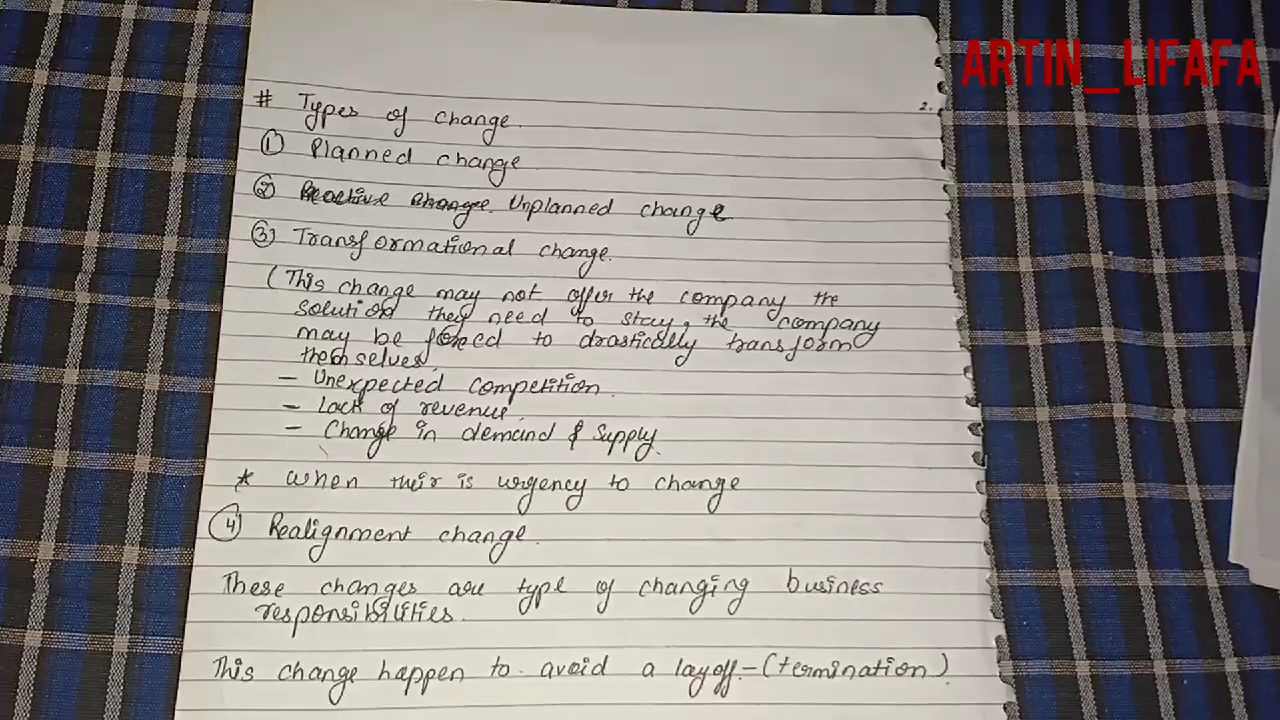 ARTIN_LIFAFA
2.
# Types of change.
① Planned change
② Reactive change. Unplanned change
③ Transformational change.
(This change may not offer the company the
solution they need to stay, the company
may be forced to drastically transform
themselves.
- Unexpected competition.
- Lack of revenue.
- Change in demand & supply.
* when their is urgency to change
④ Realignment change.
These changes are type of changing business
responsibilities.
This change happen to avoid a layoff - (termination).